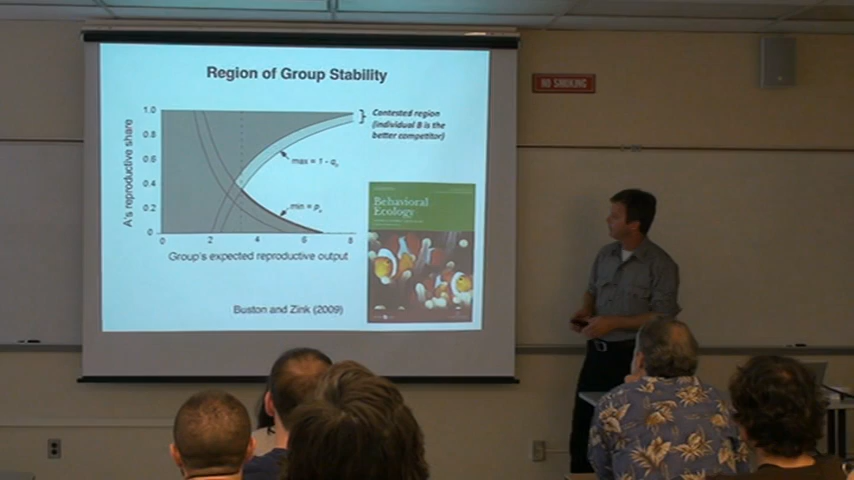 Region of Group Stability
NO SMOKING
Contested region
(individual B is the
better competitor)
A's reproductive share
1.0
0.8
0.6
0.4
0.2
0
max = 1 - q
min = p
0 2 4 6 8
Group's expected reproductive output
Behavioral
Ecology
Buston and Zink (2009)